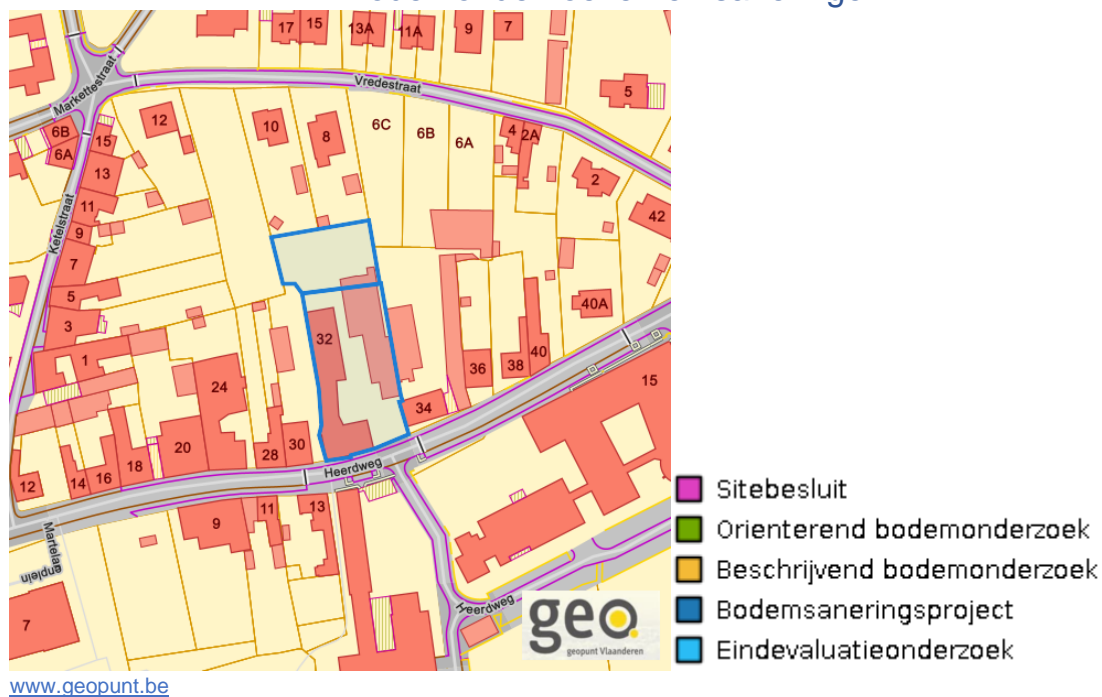 17 15 13A 11A 9 7
5
Vredestraat
Markettestraat
12 10 8 6C 6B 6A 4 2A
6B
6A
15
13
2
11
42
9
Ketelstraat
7
5
40A
3
32
1
36 38 40
15
24
34
20
30
28
18
16
14
12
Heerdweg
9 11 13
Martelaa
enplein
Heerdweg
7
geo
geopunt Vlaanderen
Sitebesluit
Orienterend bodemonderzoek
Beschrijvend bodemonderzoek
Bodemsaneringsproject
Eindevaluatieonderzoek
www.geopunt.be